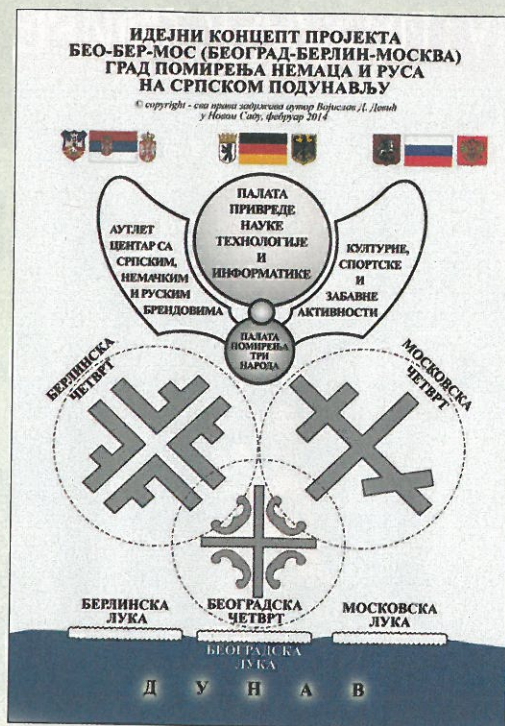 ИДЕЈНИ КОНЦЕПТ ПРОЈЕКТА
БЕО-БЕР-МОС (БЕОГРАД-БЕРЛИН-МОСКВА)
ГРАД ПОМИРЕЊА НЕМАЦА И РУСА
НА СРПСКОМ ПОДУНАВЉУ
© copyright - сва права задржава аутор Војислав Д. Девић
у Новом Саду, фебруар 2014
ПАЛАТА
ПРИВРЕДЕ
НАУКЕ
ТЕХНОЛОГИЈЕ
И
ИНФОРМАТИКЕ
АУТЛЕТ
ЦЕНТАР СА
СРПСКИМ,
НЕМАЧКИМ
И РУСКИМ
БРЕНДОВИМА
КУЛТУРНЕ,
СПОРТСКЕ
И
ЗАБАВНЕ
АКТИВНОСТИ
ПАЛАТА
ПОМИРЕЊА
ТРИ
НАРОДА
БЕРЛИНСКА
ЧЕТВРТ
МОСКОВСКА
ЧЕТВРТ
БЕРЛИНСКА
ЛУКА
БЕОГРАДСКА
ЧЕТВРТ
МОСКОВСКА
ЛУКА
БЕОГРАДСКА
ЛУКА
Д У Н А В